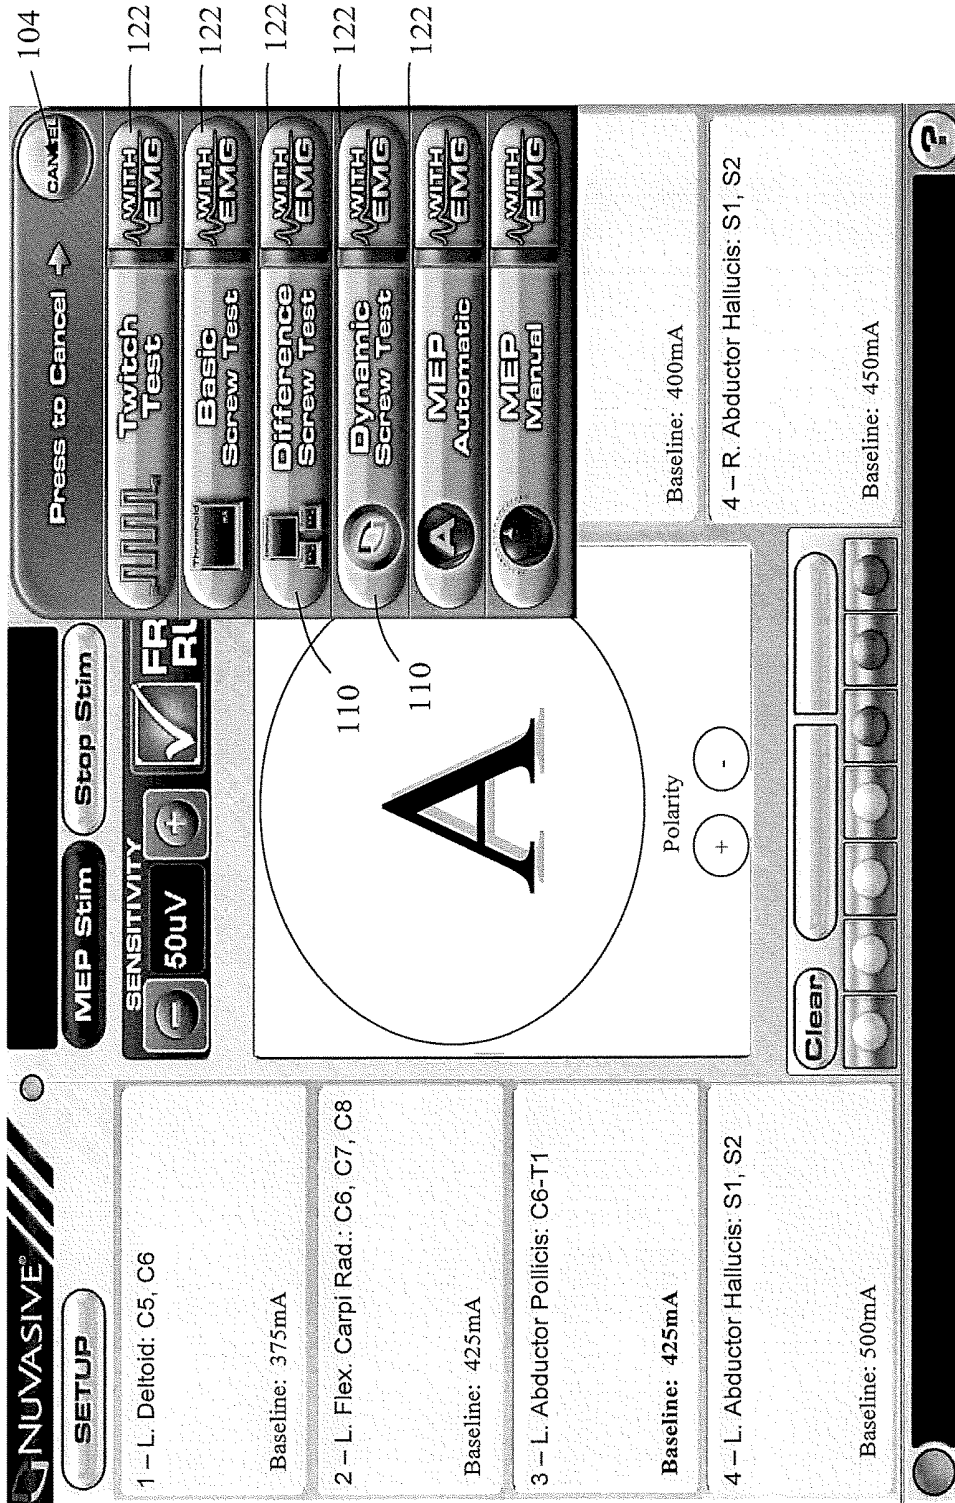 NUVASIVE®
SETUP
MEP Stim
Stop Stim
SENSITIVITY
50uV
FR
RU
1 – L. Deltoid: C5, C6
Baseline: 375mA
2 – L. Flex. Carpi Rad.: C6, C7, C8
Baseline: 425mA
3 – L. Abductor Pollicis: C6-T1
Baseline: 425mA
4 – L. Abductor Hallucis: S1, S2
Baseline: 500mA
A
Polarity
+ -
Clear
Press to Cancel
CANCEL
Twitch
Test
WITH
EMG
Threshold
Basic
Screw Test
WITH
EMG
Difference
Screw Test
WITH
EMG
Dynamic
Screw Test
WITH
EMG
A
MEP
Automatic
WITH
EMG
MEP
Manual
WITH
EMG
Baseline: 400mA
4 – R. Abductor Hallucis: S1, S2
Baseline: 450mA
?
104
122
122
122
122
122
110
110